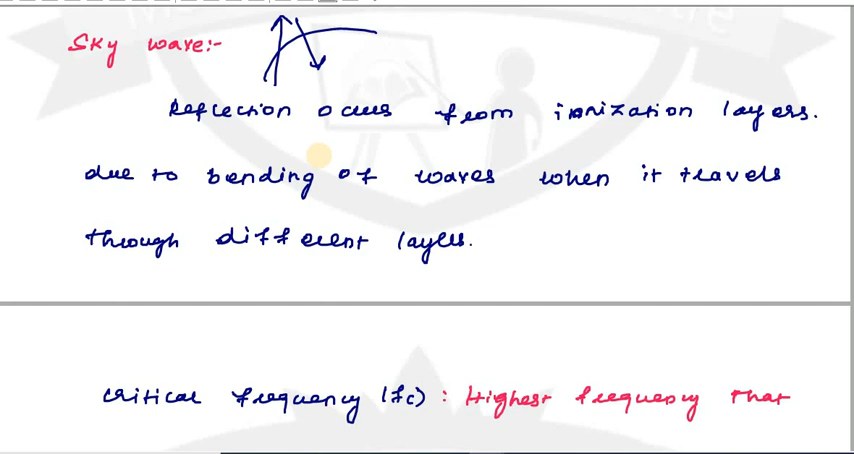 Sky wave:-
Reflection occurs from ionization layers.
due to bending of waves when it travels
through different layers.
critical frequency (fc) : Highest frequency that